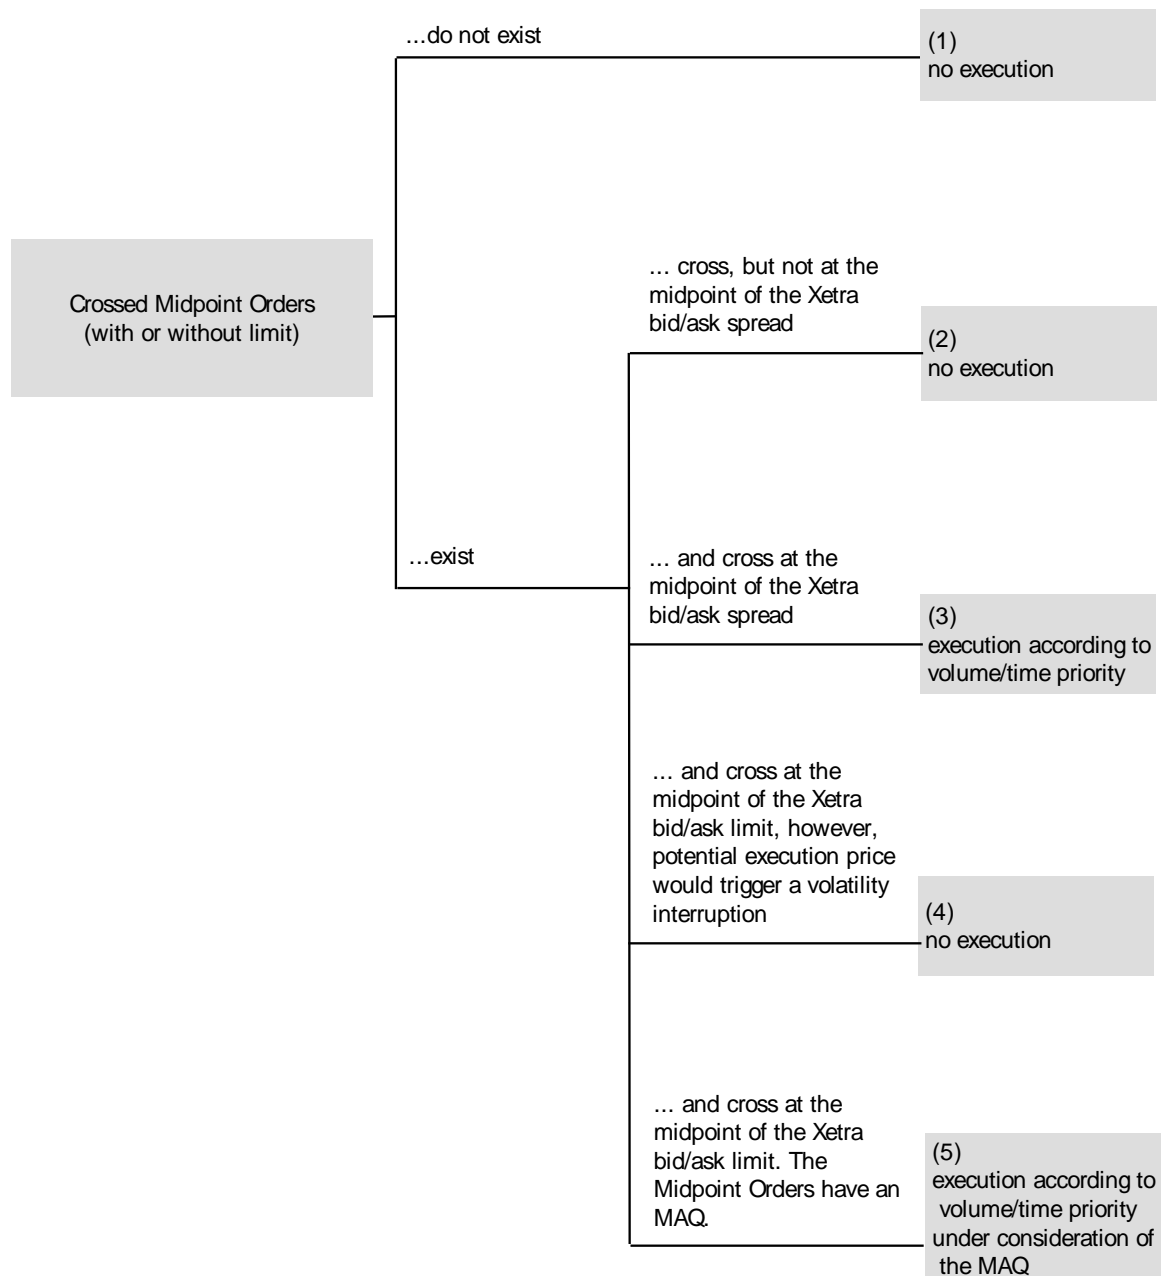 ...do not exist
(1)
no execution
Crossed Midpoint Orders
(with or without limit)
... cross, but not at the
midpoint of the Xetra
bid/ask spread
(2)
no execution
...exist
... and cross at the
midpoint of the Xetra
bid/ask spread
(3)
execution according to
volume/time priority
... and cross at the
midpoint of the Xetra
bid/ask limit, however,
potential execution price
would trigger a volatility
interruption
(4)
no execution
... and cross at the
midpoint of the Xetra
bid/ask limit. The
Midpoint Orders have an
MAQ.
(5)
execution according to
volume/time priority
under consideration of
the MAQ